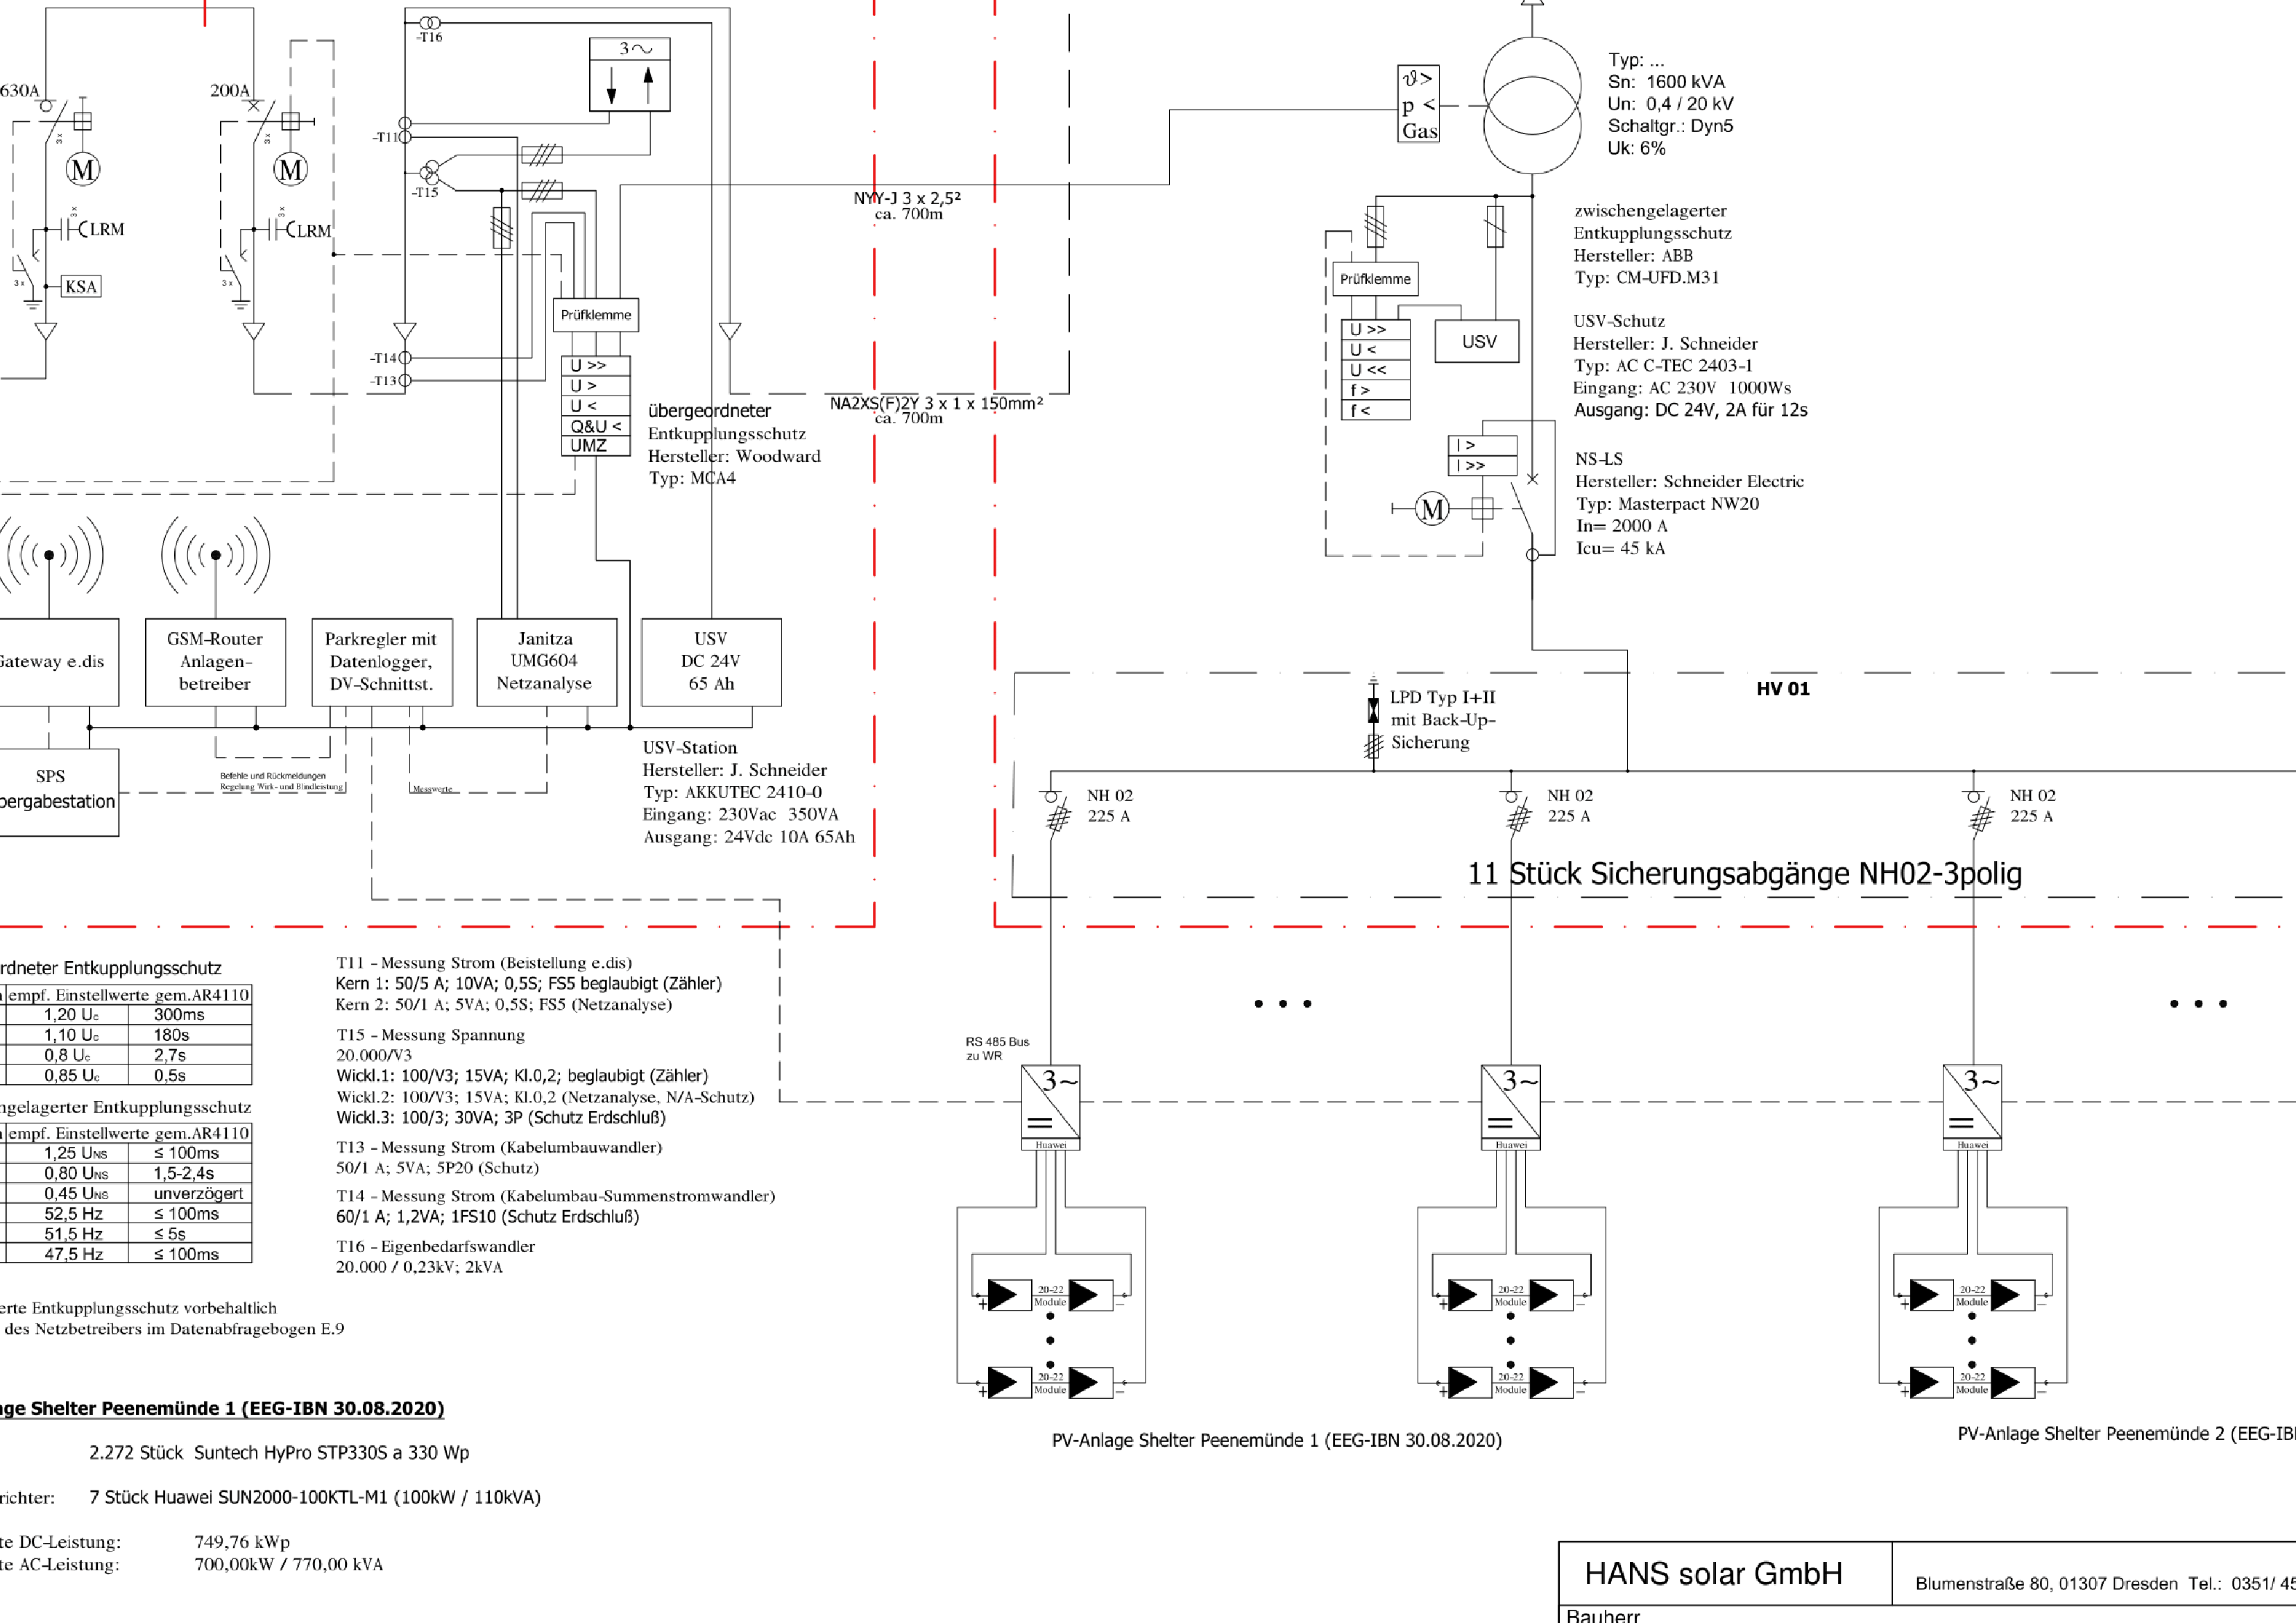 630A
3 x
M
3 x
LRM
3 x
KSA
200A
3 x
M
3 x
LRM
3 x
-T16
3
-T11
-T15
-T14
-T13
Prüfklemme
U >>
U >
U <
Q&U <
UMZ
übergeordneter
Entkupplungsschutz
Hersteller: Woodward
Typ: MCA4
NYY-J 3 x 2,5²
ca. 700m
NA2XS(F)2Y 3 x 1 x 150mm²
ca. 700m
ϑ>
p <
Gas
Typ: ...
Sn: 1600 kVA
Un: 0,4 / 20 kV
Schaltgr.: Dyn5
Uk: 6%
zwischengelagerter
Entkupplungsschutz
Hersteller: ABB
Typ: CM-UFD.M31
Prüfklemme
U >>
U <
U <<
f >
f <
USV
USV-Schutz
Hersteller: J. Schneider
Typ: AC C-TEC 2403-1
Eingang: AC 230V 1000Ws
Ausgang: DC 24V, 2A für 12s
I >
I >>
M
NS-LS
Hersteller: Schneider Electric
Typ: Masterpact NW20
In= 2000 A
Icu= 45 kA
Gateway e.dis
GSM-Router
Anlagen-
betreiber
Parkregler mit
Datenlogger,
DV-Schnittst.
Janitza
UMG604
Netzanalyse
USV
DC 24V
65 Ah
SPS
bergabestation
Befehle und Rückmeldungen
Regelung Wirk- und Blindleistung
Messwerte
USV-Station
Hersteller: J. Schneider
Typ: AKKUTEC 2410-0
Eingang: 230Vac 350VA
Ausgang: 24Vdc 10A 65Ah
HV 01
LPD Typ I+II
mit Back-Up-
Sicherung
NH 02
225 A
NH 02
225 A
NH 02
225 A
11 Stück Sicherungsabgänge NH02-3polig
rdneter Entkupplungsschutz
empf. Einstellwerte gem.AR4110
1,20 Uc 300ms
1,10 Uc 180s
0,8 Uc 2,7s
0,85 Uc 0,5s
ngelagerter Entkupplungsschutz
empf. Einstellwerte gem.AR4110
1,25 UNS ≤ 100ms
0,80 UNS 1,5-2,4s
0,45 UNS unverzögert
52,5 Hz ≤ 100ms
51,5 Hz ≤ 5s
47,5 Hz ≤ 100ms
erte Entkupplungsschutz vorbehaltlich
des Netzbetreibers im Datenabfragebogen E.9
T11 - Messung Strom (Beistellung e.dis)
Kern 1: 50/5 A; 10VA; 0,5S; FS5 beglaubigt (Zähler)
Kern 2: 50/1 A; 5VA; 0,5S; FS5 (Netzanalyse)
T15 - Messung Spannung
20.000/V3
Wickl.1: 100/V3; 15VA; Kl.0,2; beglaubigt (Zähler)
Wickl.2: 100/V3; 15VA; Kl.0,2 (Netzanalyse, N/A-Schutz)
Wickl.3: 100/3; 30VA; 3P (Schutz Erdschluß)
T13 - Messung Strom (Kabelumbauwandler)
50/1 A; 5VA; 5P20 (Schutz)
T14 - Messung Strom (Kabelumbau-Summenstromwandler)
60/1 A; 1,2VA; 1FS10 (Schutz Erdschluß)
T16 - Eigenbedarfswandler
20.000 / 0,23kV; 2kVA
RS 485 Bus
zu WR
3~
Huawei
3~
Huawei
3~
Huawei
+ 20-22 Module -
+ 20-22 Module -
+ 20-22 Module -
+ 20-22 Module -
+ 20-22 Module -
+ 20-22 Module -
PV-Anlage Shelter Peenemünde 1 (EEG-IBN 30.08.2020)
PV-Anlage Shelter Peenemünde 2 (EEG-IB
age Shelter Peenemünde 1 (EEG-IBN 30.08.2020)
2.272 Stück Suntech HyPro STP330S a 330 Wp
richter: 7 Stück Huawei SUN2000-100KTL-M1 (100kW / 110kVA)
te DC-Leistung: 749,76 kWp
te AC-Leistung: 700,00kW / 770,00 kVA
HANS solar GmbH
Blumenstraße 80, 01307 Dresden Tel.: 0351/ 45
Bauherr